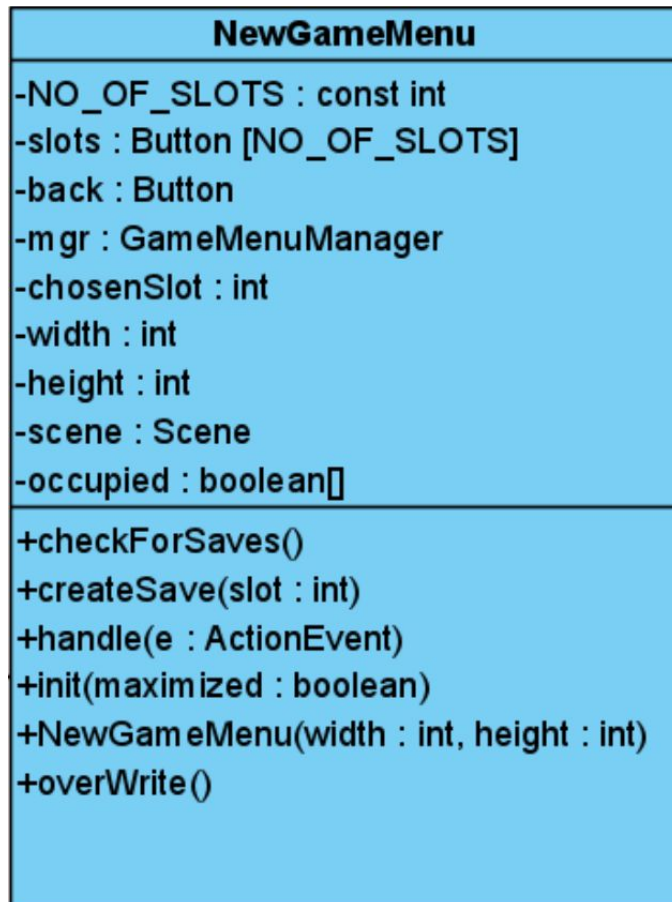 NewGameMenu
-NO_OF_SLOTS : const int
-slots : Button [NO_OF_SLOTS]
-back : Button
-mgr : GameMenuManager
-chosenSlot : int
-width : int
-height : int
-scene : Scene
-occupied : boolean[]
+checkForSaves()
+createSave(slot : int)
+handle(e : ActionEvent)
+init(maximized : boolean)
+NewGameMenu(width : int, height : int)
+overWrite()